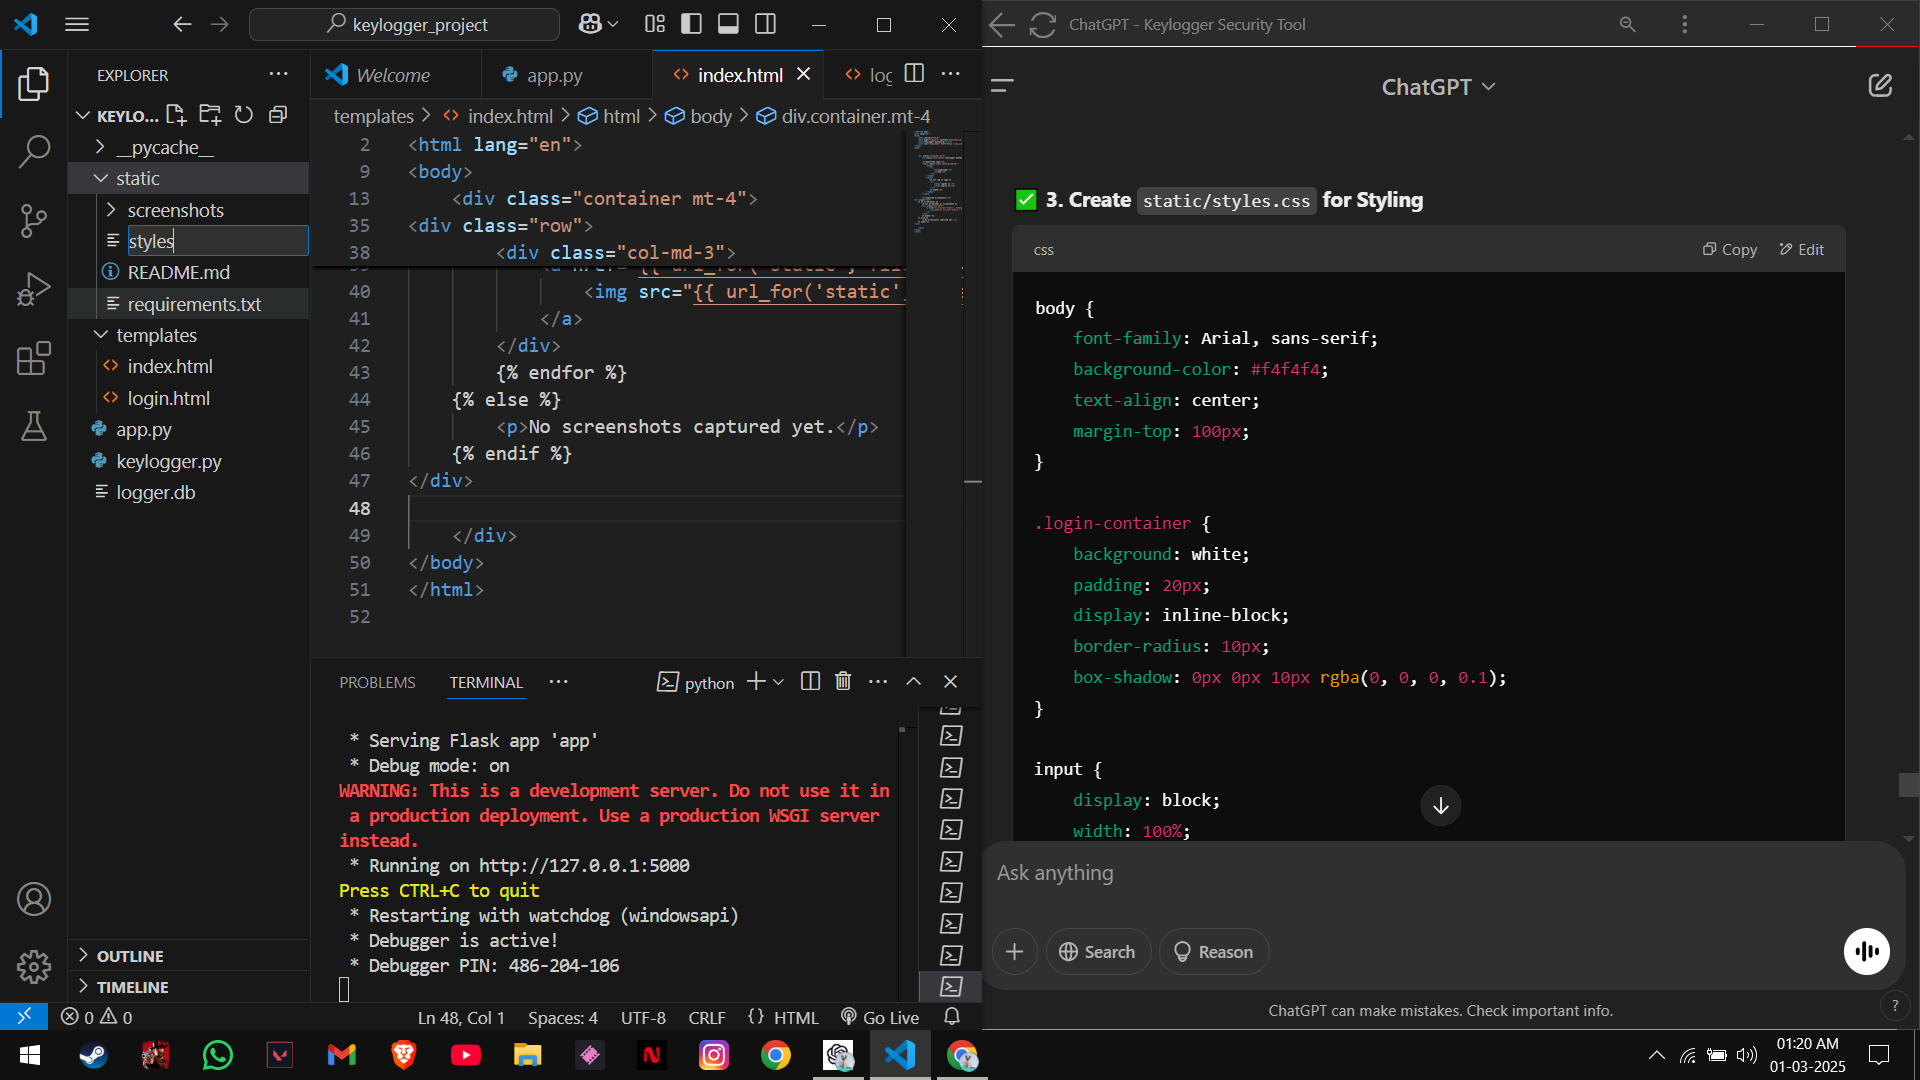 keylogger_project
EXPLORER
KEYLO...
__pycache__
static
screenshots
styles
README.md
requirements.txt
templates
index.html
login.html
app.py
keylogger.py
logger.db
OUTLINE
TIMELINE
Welcome
app.py
index.html
templates > index.html > html > body > div.container.mt-4
2 <html lang="en">
9 <body>
13 <div class="container mt-4">
35 <div class="row">
38 <div class="col-md-3">
40 <img src="{{ url_for('static'
41 </a>
42 </div>
43 {% endfor %}
44 {% else %}
45 <p>No screenshots captured yet.</p>
46 {% endif %}
47 </div>
48
49 </div>
50 </body>
51 </html>
52
PROBLEMS
TERMINAL
python
* Serving Flask app 'app'
* Debug mode: on
WARNING: This is a development server. Do not use it in
a production deployment. Use a production WSGI server
instead.
* Running on http://127.0.0.1:5000
Press CTRL+C to quit
* Restarting with watchdog (windowsapi)
* Debugger is active!
* Debugger PIN: 486-204-106
0 0
Ln 48, Col 1
Spaces: 4
UTF-8
CRLF
{} HTML
Go Live
ChatGPT - Keylogger Security Tool
ChatGPT
3. Create static/styles.css for Styling
css
Copy
Edit
body {
font-family: Arial, sans-serif;
background-color: #f4f4f4;
text-align: center;
margin-top: 100px;
}
.login-container {
background: white;
padding: 20px;
display: inline-block;
border-radius: 10px;
box-shadow: 0px 0px 10px rgba(0, 0, 0, 0.1);
}
input {
display: block;
width: 100%;
Ask anything
Search
Reason
ChatGPT can make mistakes. Check important info.
?
01:20 AM
01-03-2025